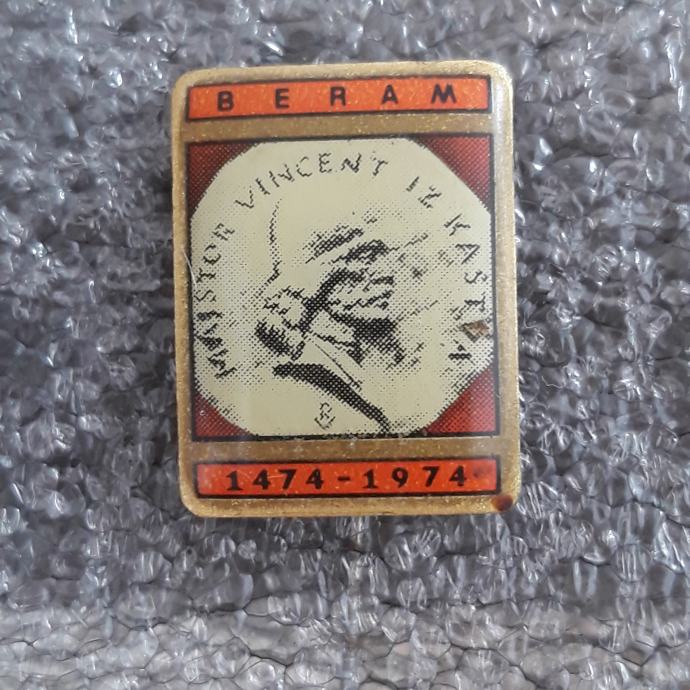 BERAM
MAJSTOR VINCENT IZ KASTVA
1474-1974